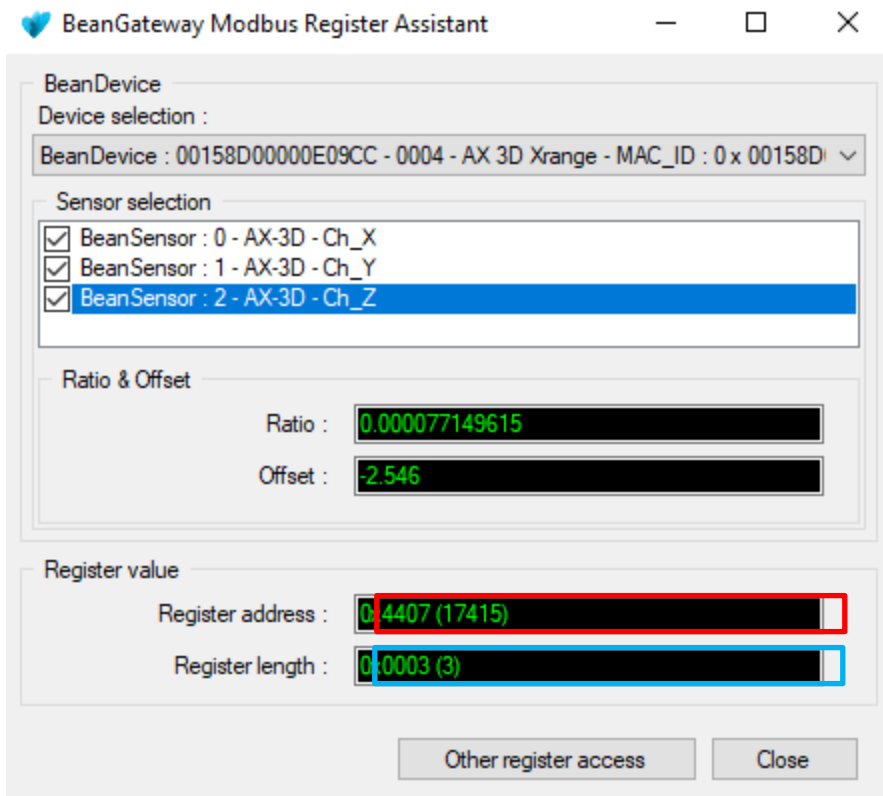 BeanGateway Modbus Register Assistant
BeanDevice
Device selection :
BeanDevice : 00158D00000E09CC - 0004 - AX 3D Xrange - MAC_ID : 0 x 00158D
Sensor selection
BeanSensor : 0 - AX-3D - Ch_X
BeanSensor : 1 - AX-3D - Ch_Y
BeanSensor : 2 - AX-3D - Ch_Z
Ratio & Offset
Ratio : 0.000077149615
Offset : -2.546
Register value
Register address : 0x4407 (17415)
Register length : 0x0003 (3)
Other register access Close